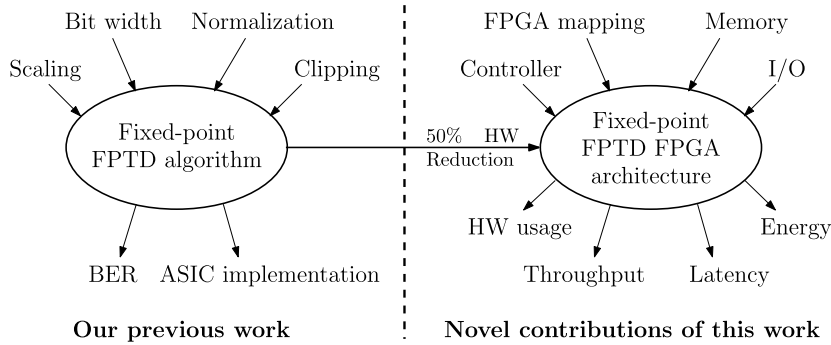 Bit width
Normalization
Scaling
Clipping
Fixed-point
FPTD algorithm
BER
ASIC implementation
Our previous work
50% HW
Reduction
FPGA mapping
Memory
Controller
I/O
Fixed-point
FPTD FPGA
architecture
HW usage
Energy
Throughput
Latency
Novel contributions of this work